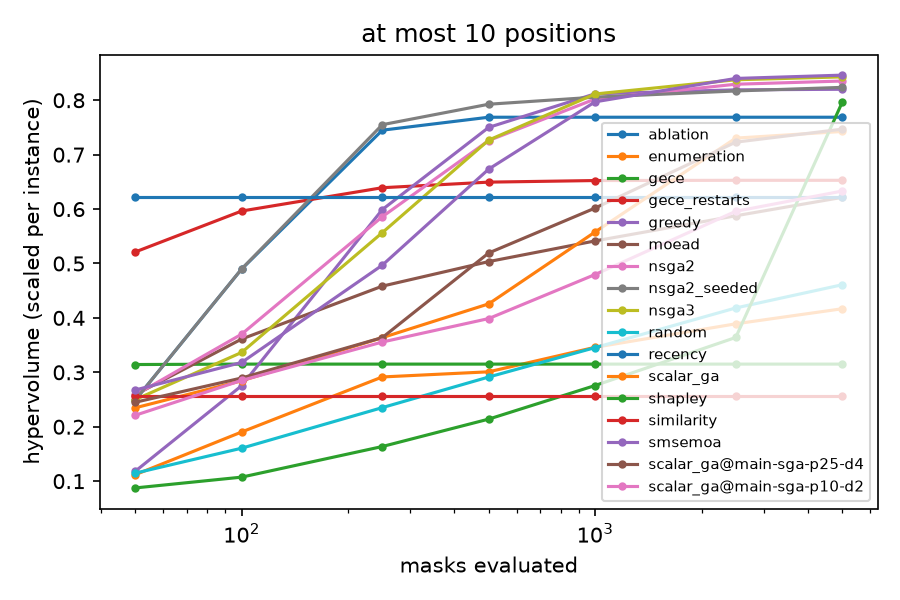 at most 10 positions
hypervolume (scaled per instance)
0.8
0.7
0.6
0.5
0.4
0.3
0.2
0.1
ablation
enumeration
gece
gece_restarts
greedy
moead
nsga2
nsga2_seeded
nsga3
random
recency
scalar_ga
shapley
similarity
smsemoa
scalar_ga@main-sga-p25-d4
scalar_ga@main-sga-p10-d2
10² 10³
masks evaluated